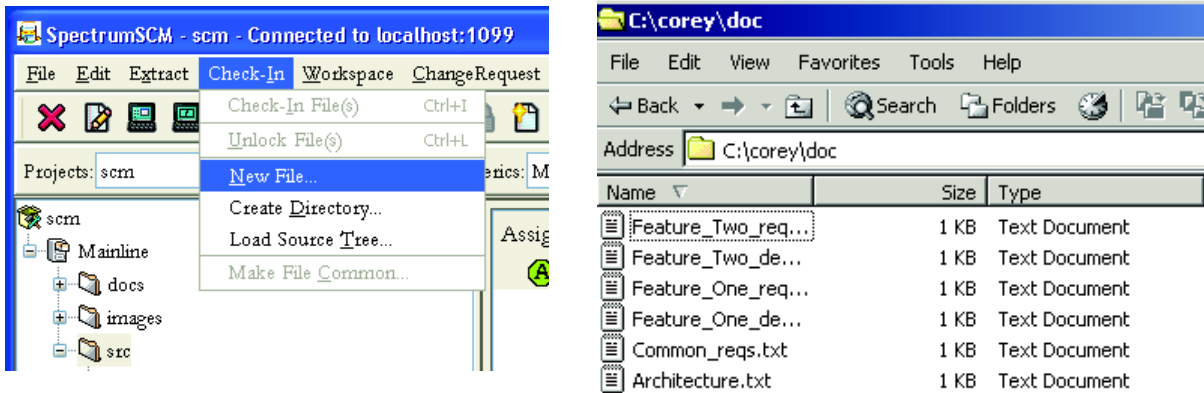 SpectrumSCM - scm - Connected to localhost:1099
File Edit Extract Check-In Workspace ChangeRequest
Check-In File(s) Ctrl+I
Unlock File(s) Ctrl+L
Projects: scm
New File...
Create Directory...
Load Source Tree...
Make File Common...
scm
Mainline
docs
images
src
C:\corey\doc
File Edit View Favorites Tools Help
Back Search Folders
Address C:\corey\doc
Name Size Type
Feature_Two_req... 1 KB Text Document
Feature_Two_de... 1 KB Text Document
Feature_One_req... 1 KB Text Document
Feature_One_de... 1 KB Text Document
Common_reqs.txt 1 KB Text Document
Architecture.txt 1 KB Text Document